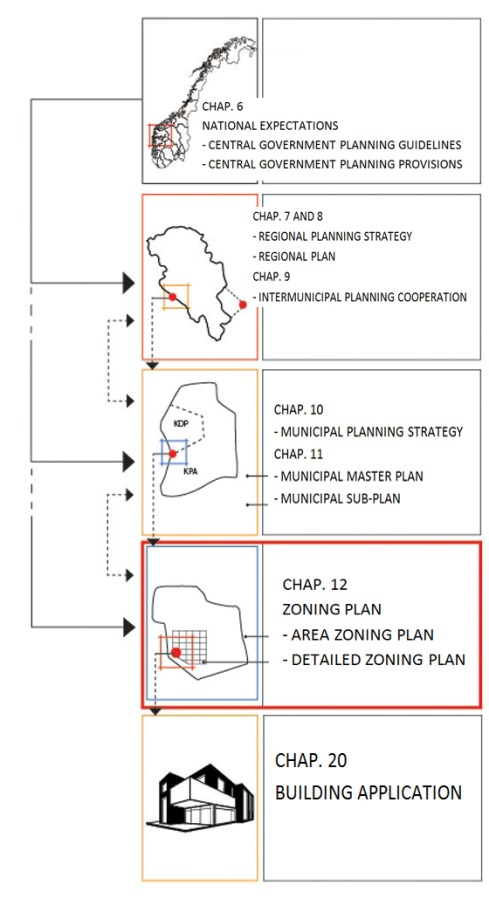 CHAP. 6
NATIONAL EXPECTATIONS
- CENTRAL GOVERNMENT PLANNING GUIDELINES
- CENTRAL GOVERNMENT PLANNING PROVISIONS
CHAP. 7 AND 8
- REGIONAL PLANNING STRATEGY
- REGIONAL PLAN
CHAP. 9
- INTERMUNICIPAL PLANNING COOPERATION
KDP
KPA
CHAP. 10
- MUNICIPAL PLANNING STRATEGY
CHAP. 11
- MUNICIPAL MASTER PLAN
- MUNICIPAL SUB-PLAN
CHAP. 12
ZONING PLAN
- AREA ZONING PLAN
- DETAILED ZONING PLAN
CHAP. 20
BUILDING APPLICATION